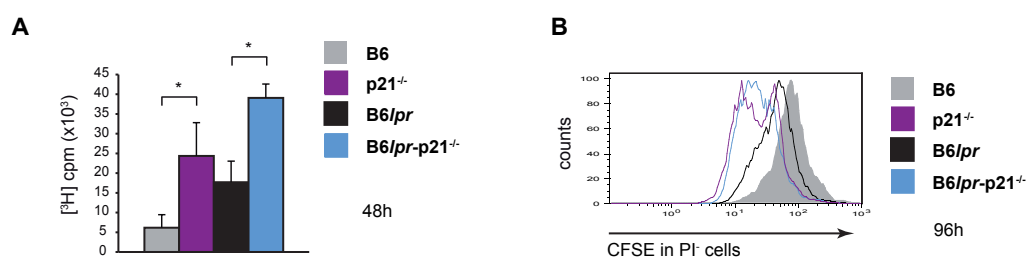 A
B6
p21-/-
B6lpr
B6lpr-p21-/-
48h
[3H] cpm (x103)
45
40
35
30
25
20
15
10
5
0
*
*
B
counts
100
80
60
40
20
0
100
101
102
103
CFSE in PI- cells
B6
p21-/-
B6lpr
B6lpr-p21-/-
96h